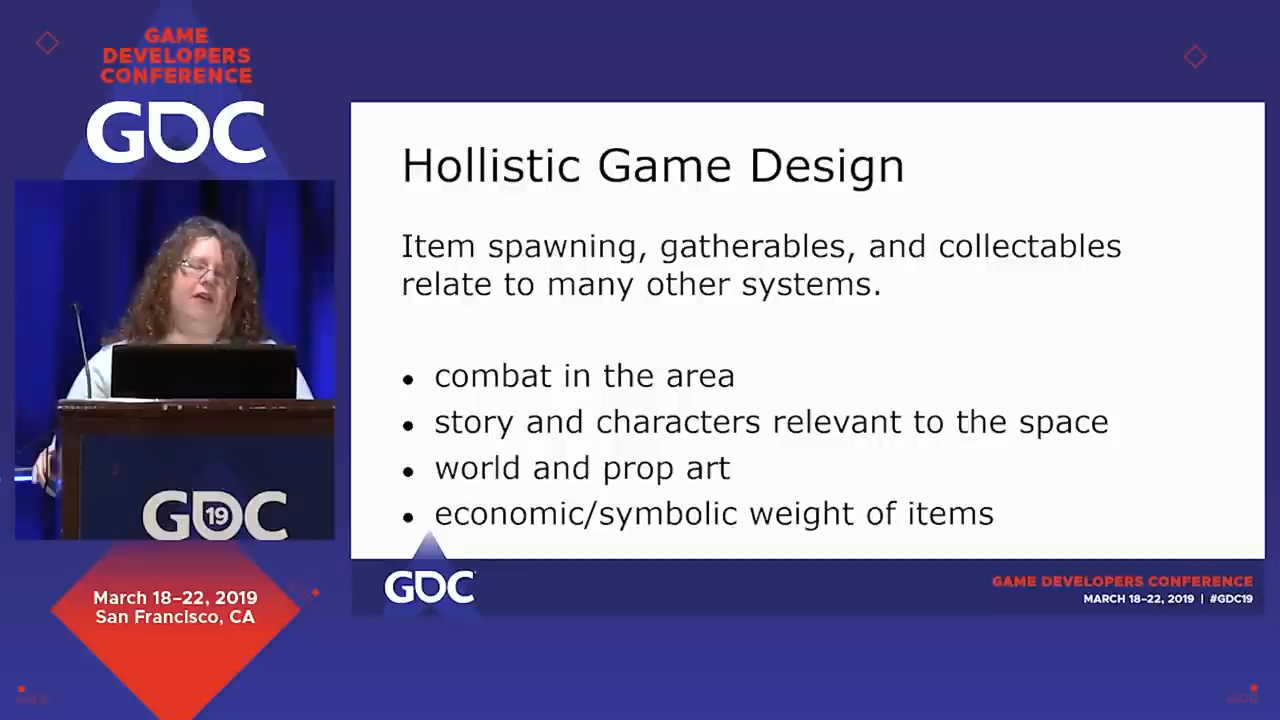 GAME
DEVELOPERS
CONFERENCE
GDC
Hollistic Game Design
Item spawning, gatherables, and collectables
relate to many other systems.
• combat in the area
• story and characters relevant to the space
• world and prop art
• economic/symbolic weight of items
GDC
19
March 18–22, 2019
San Francisco, CA
GDC
GAME DEVELOPERS CONFERENCE
MARCH 18–22, 2019 | #GDC19